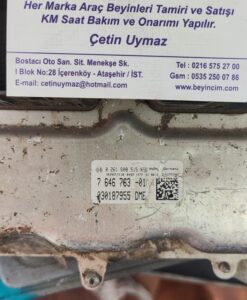 Her Marka Araç Beyinleri Tamiri ve Satışı
KM Saat Bakım ve Onarımı Yapılır.
Çetin Uymaz
Bostacı Oto San. Sit. Menekşe Sk.
I Blok No:28 İçerenköy - Ataşehir / İST.
E-mail: cetinuymaz@hotmail.com
Tel : 0216 575 27 00
Gsm : 0535 250 07 86
www.beyincim.com
7 646 763 -01
030187955 DME